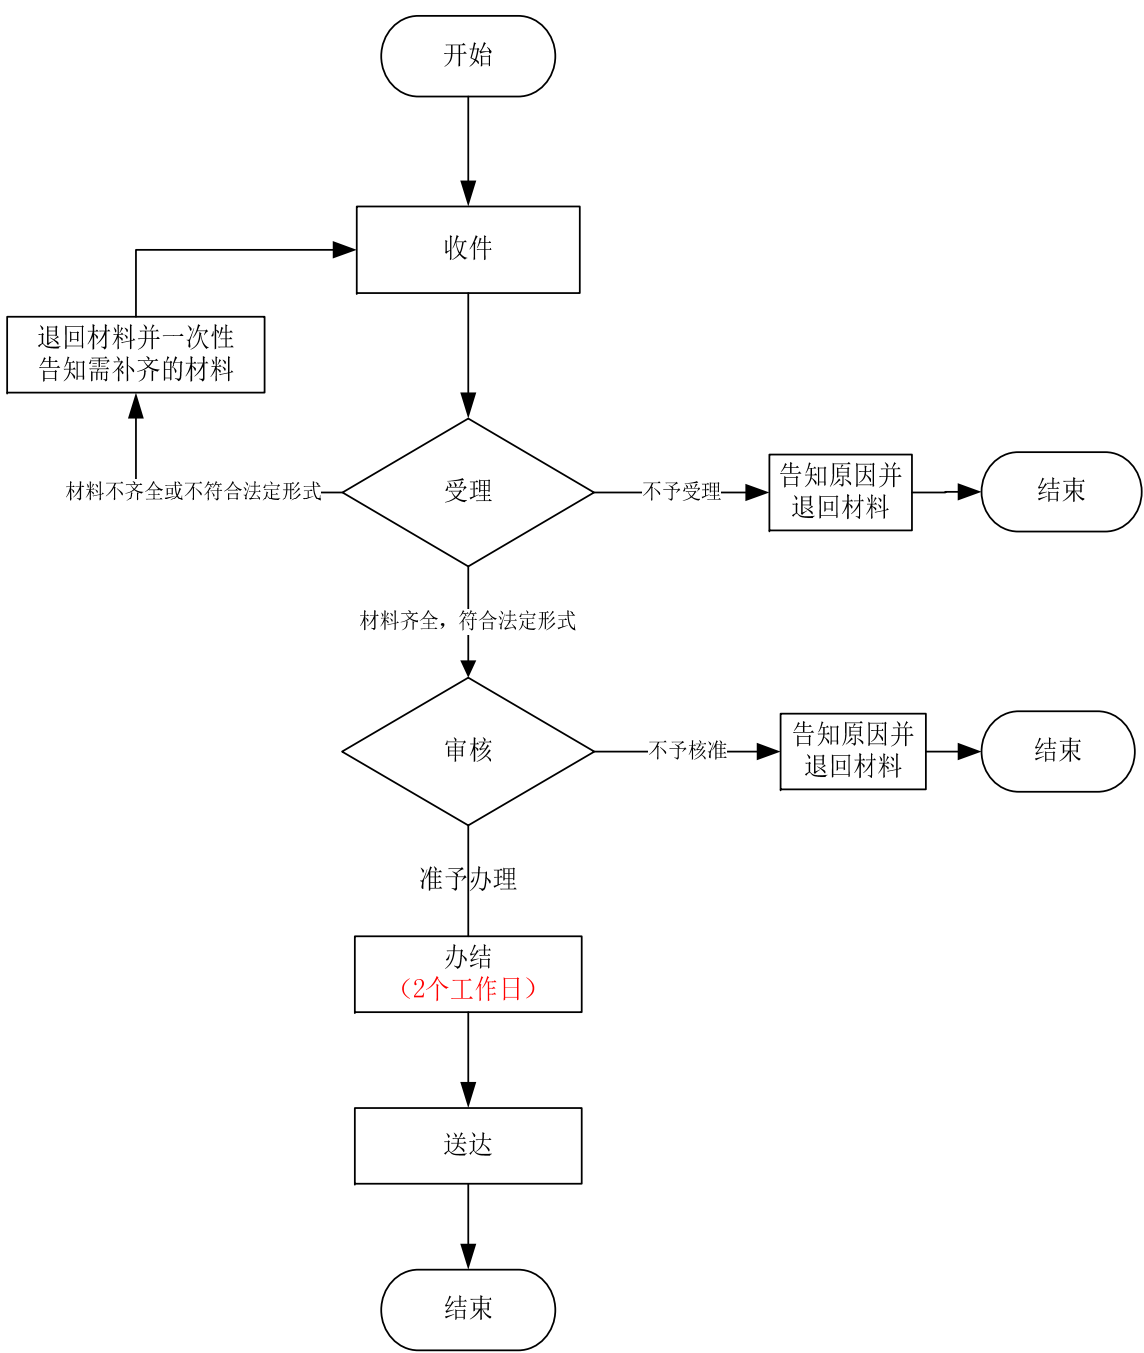 开始
收件
退回材料并一次性
告知需补齐的材料
材料不齐全或不符合法定形式
受理
不予受理
告知原因并
退回材料
结束
材料齐全，符合法定形式
审核
不予核准
告知原因并
退回材料
结束
准予办理
办结
（2个工作日）
送达
结束